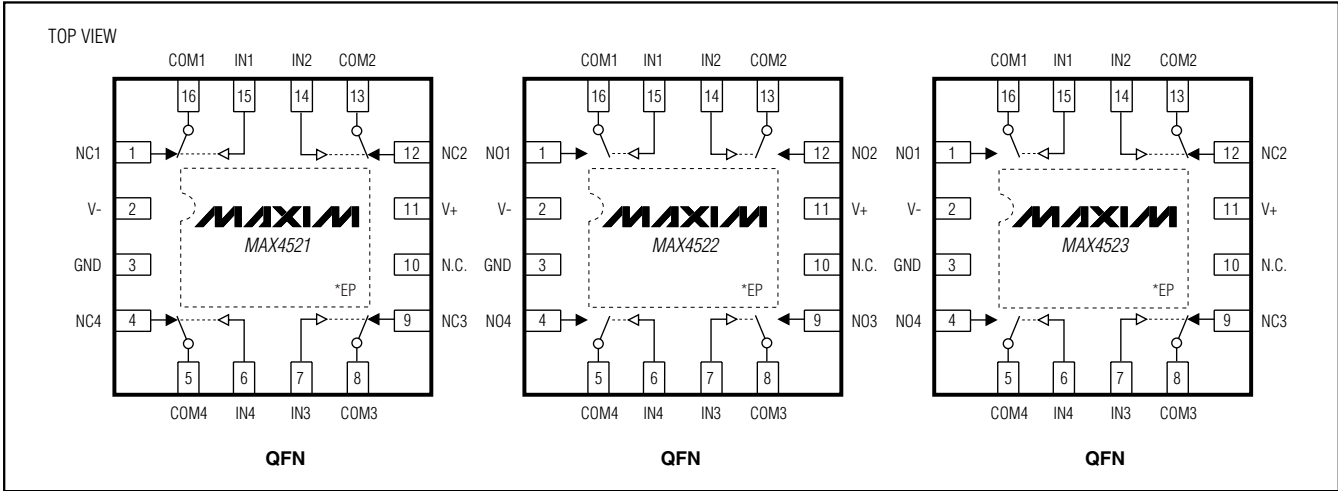 TOP VIEW
COM1 IN1 IN2 COM2
16 15 14 13
NC1 1 12 NC2
V- 2 11 V+
MAXIM
MAX4521
GND 3 10 N.C.
*EP
NC4 4 9 NC3
5 6 7 8
COM4 IN4 IN3 COM3
QFN
COM1 IN1 IN2 COM2
16 15 14 13
NO1 1 12 NO2
V- 2 11 V+
MAXIM
MAX4522
GND 3 10 N.C.
*EP
NO4 4 9 NO3
5 6 7 8
COM4 IN4 IN3 COM3
QFN
COM1 IN1 IN2 COM2
16 15 14 13
NO1 1 12 NC2
V- 2 11 V+
MAXIM
MAX4523
GND 3 10 N.C.
*EP
NO4 4 9 NC3
5 6 7 8
COM4 IN4 IN3 COM3
QFN